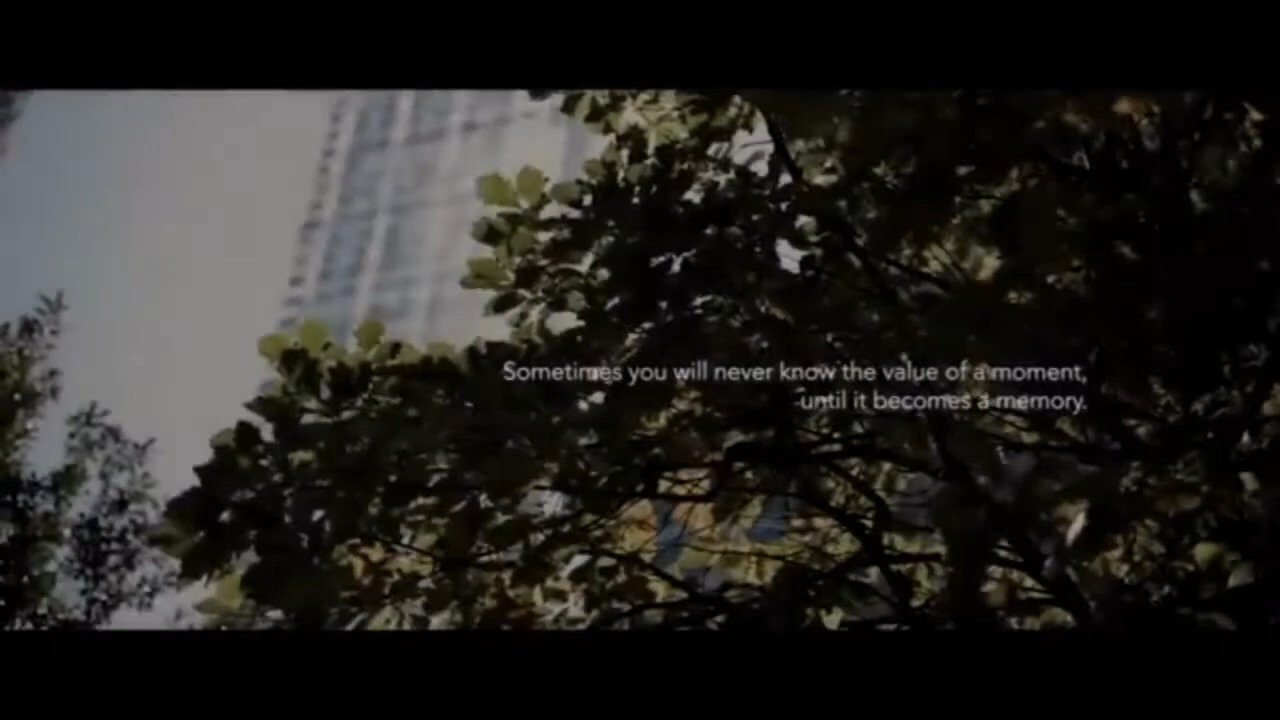 Sometimes you will never know the value of a moment,
until it becomes a memory.